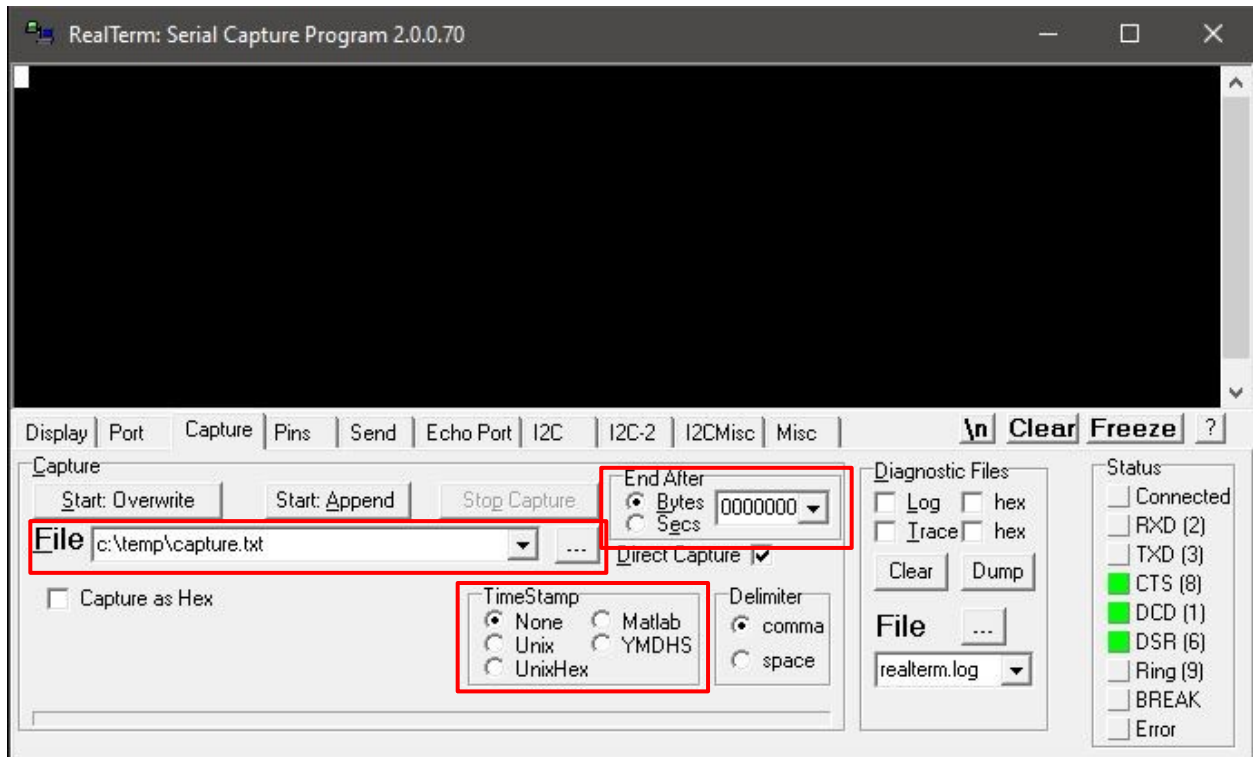 RealTerm: Serial Capture Program 2.0.0.70
Display Port Capture Pins Send Echo Port I2C I2C-2 I2CMisc Misc \n Clear Freeze ?
Capture
Start: Overwrite Start: Append Stop Capture
File c:\temp\capture.txt ...
Capture as Hex
End After
Bytes 0000000
Secs
Direct Capture
TimeStamp
None Matlab
Unix YMDHS
UnixHex
Delimiter
comma
space
Diagnostic Files
Log hex
Trace hex
Clear Dump
File ...
realterm.log
Status
Connected
RXD (2)
TXD (3)
CTS (8)
DCD (1)
DSR (6)
Ring (9)
BREAK
Error